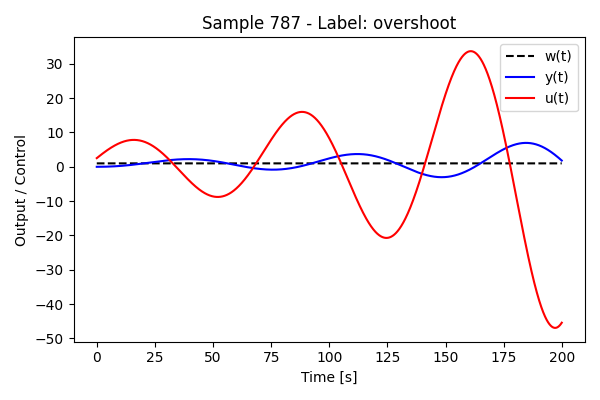 Sample 787 - Label: overshoot
w(t)
y(t)
u(t)
Output / Control
30
20
10
0
−10
−20
−30
−40
−50
0 25 50 75 100 125 150 175 200
Time [s]